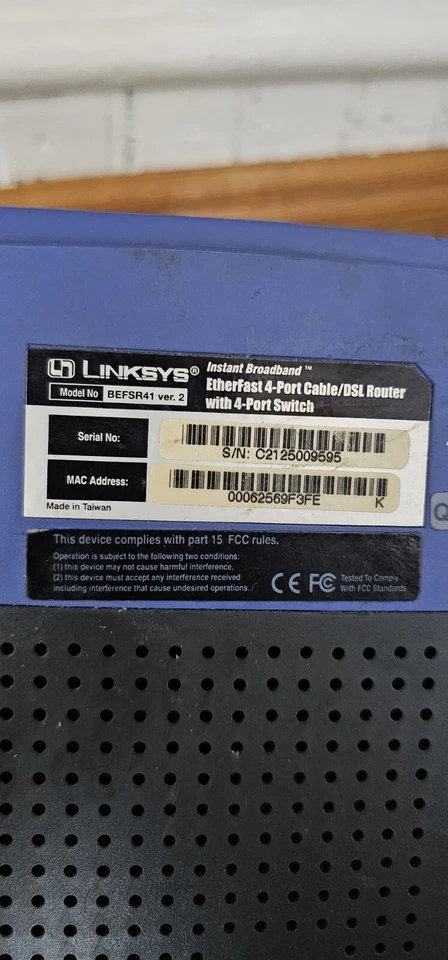 LINKSYS® Instant Broadband™
EtherFast 4-Port Cable/DSL Router
with 4-Port Switch
Model No BEFSR41 ver. 2
Serial No:
S/N: C2125009595
MAC Address:
00062569F3FE K
Made in Taiwan
Q
This device complies with part 15 FCC rules.
Operation is subject to the following two conditions:
(1) this device may not cause harmful interference.
(2) this device must accept any interference received
including interference that cause undesired operations.
CE FC Tested To Comply
With FCC Standards